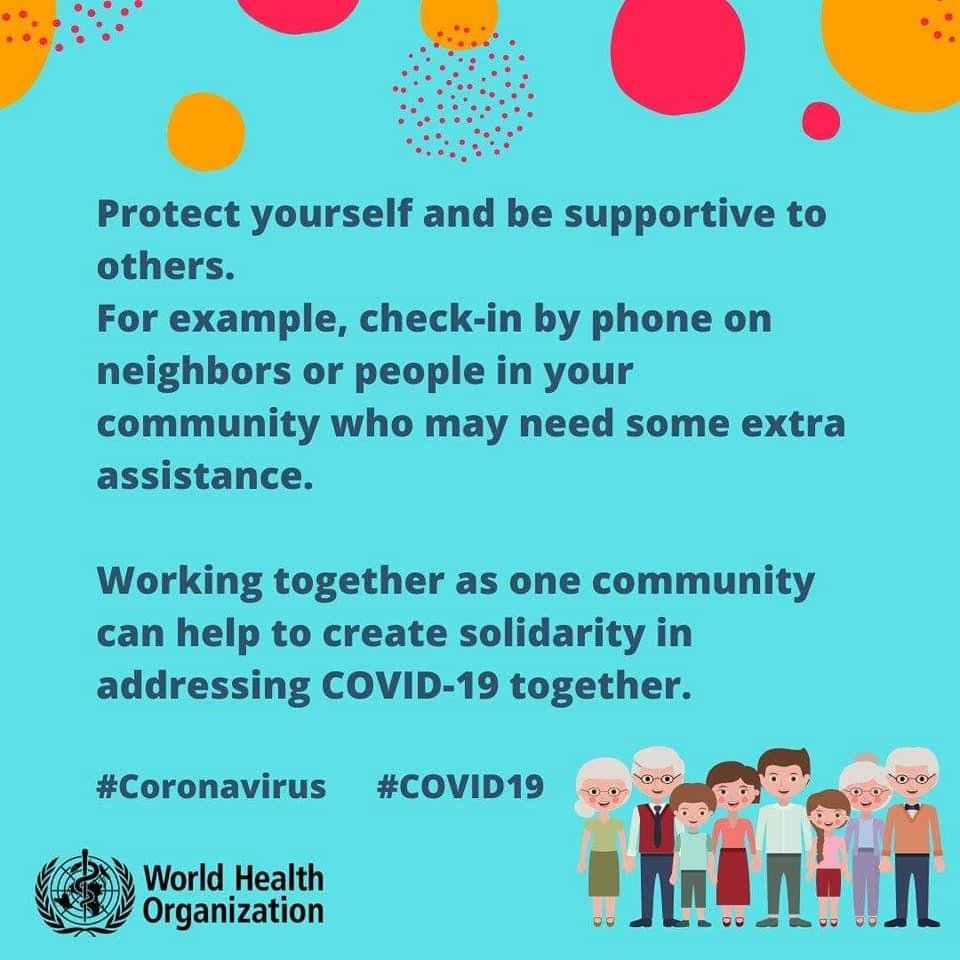 Protect yourself and be supportive to
others.
For example, check-in by phone on
neighbors or people in your
community who may need some extra
assistance.
Working together as one community
can help to create solidarity in
addressing COVID-19 together.
#Coronavirus #COVID19
World Health
Organization